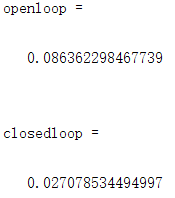 openloop =
0.086362298467739
closedloop =
0.027078534494997